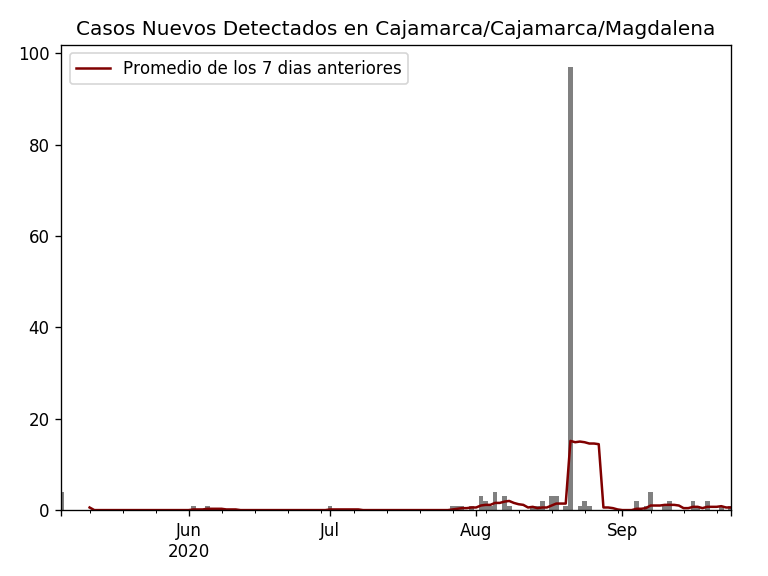 Casos Nuevos Detectados en Cajamarca/Cajamarca/Magdalena
Promedio de los 7 dias anteriores
100
80
60
40
20
0
Jun
2020
Jul
Aug
Sep